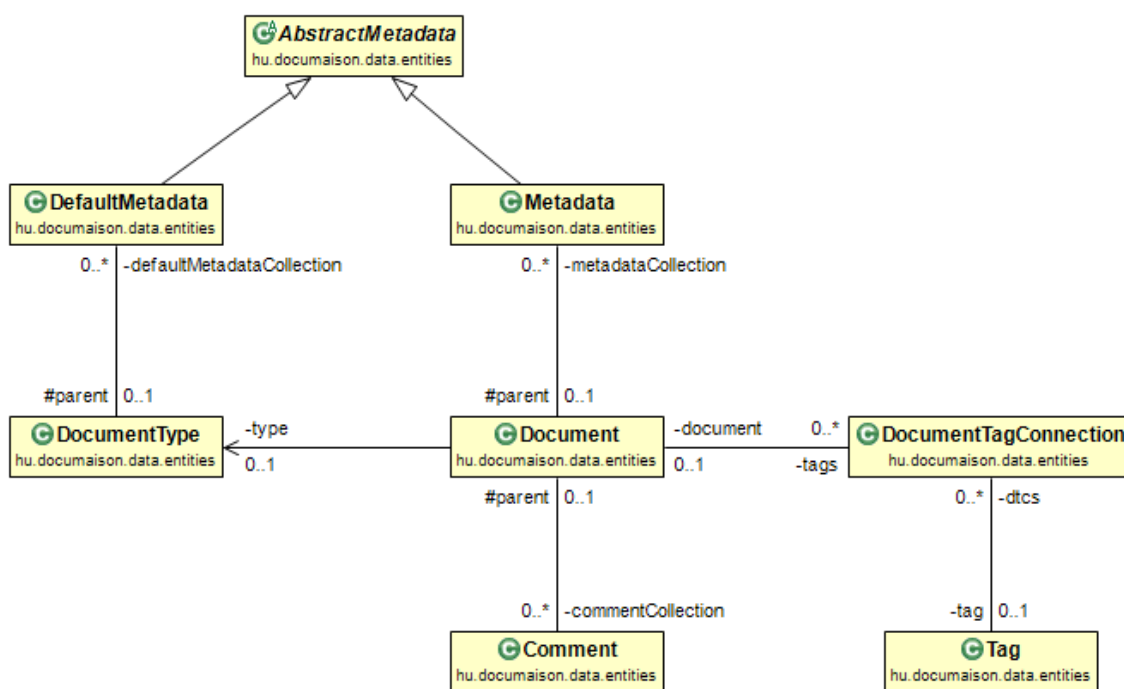 AbstractMetadata
hu.documaison.data.entities
DefaultMetadata
hu.documaison.data.entities
Metadata
hu.documaison.data.entities
0..* -defaultMetadataCollection
0..* -metadataCollection
#parent 0..1
#parent 0..1
DocumentType
hu.documaison.data.entities
-type
0..1
Document
hu.documaison.data.entities
-document 0..*
0..1 -tags
DocumentTagConnection
hu.documaison.data.entities
#parent 0..1
0..* -dtcs
0..* -commentCollection
-tag 0..1
Comment
hu.documaison.data.entities
Tag
hu.documaison.data.entities